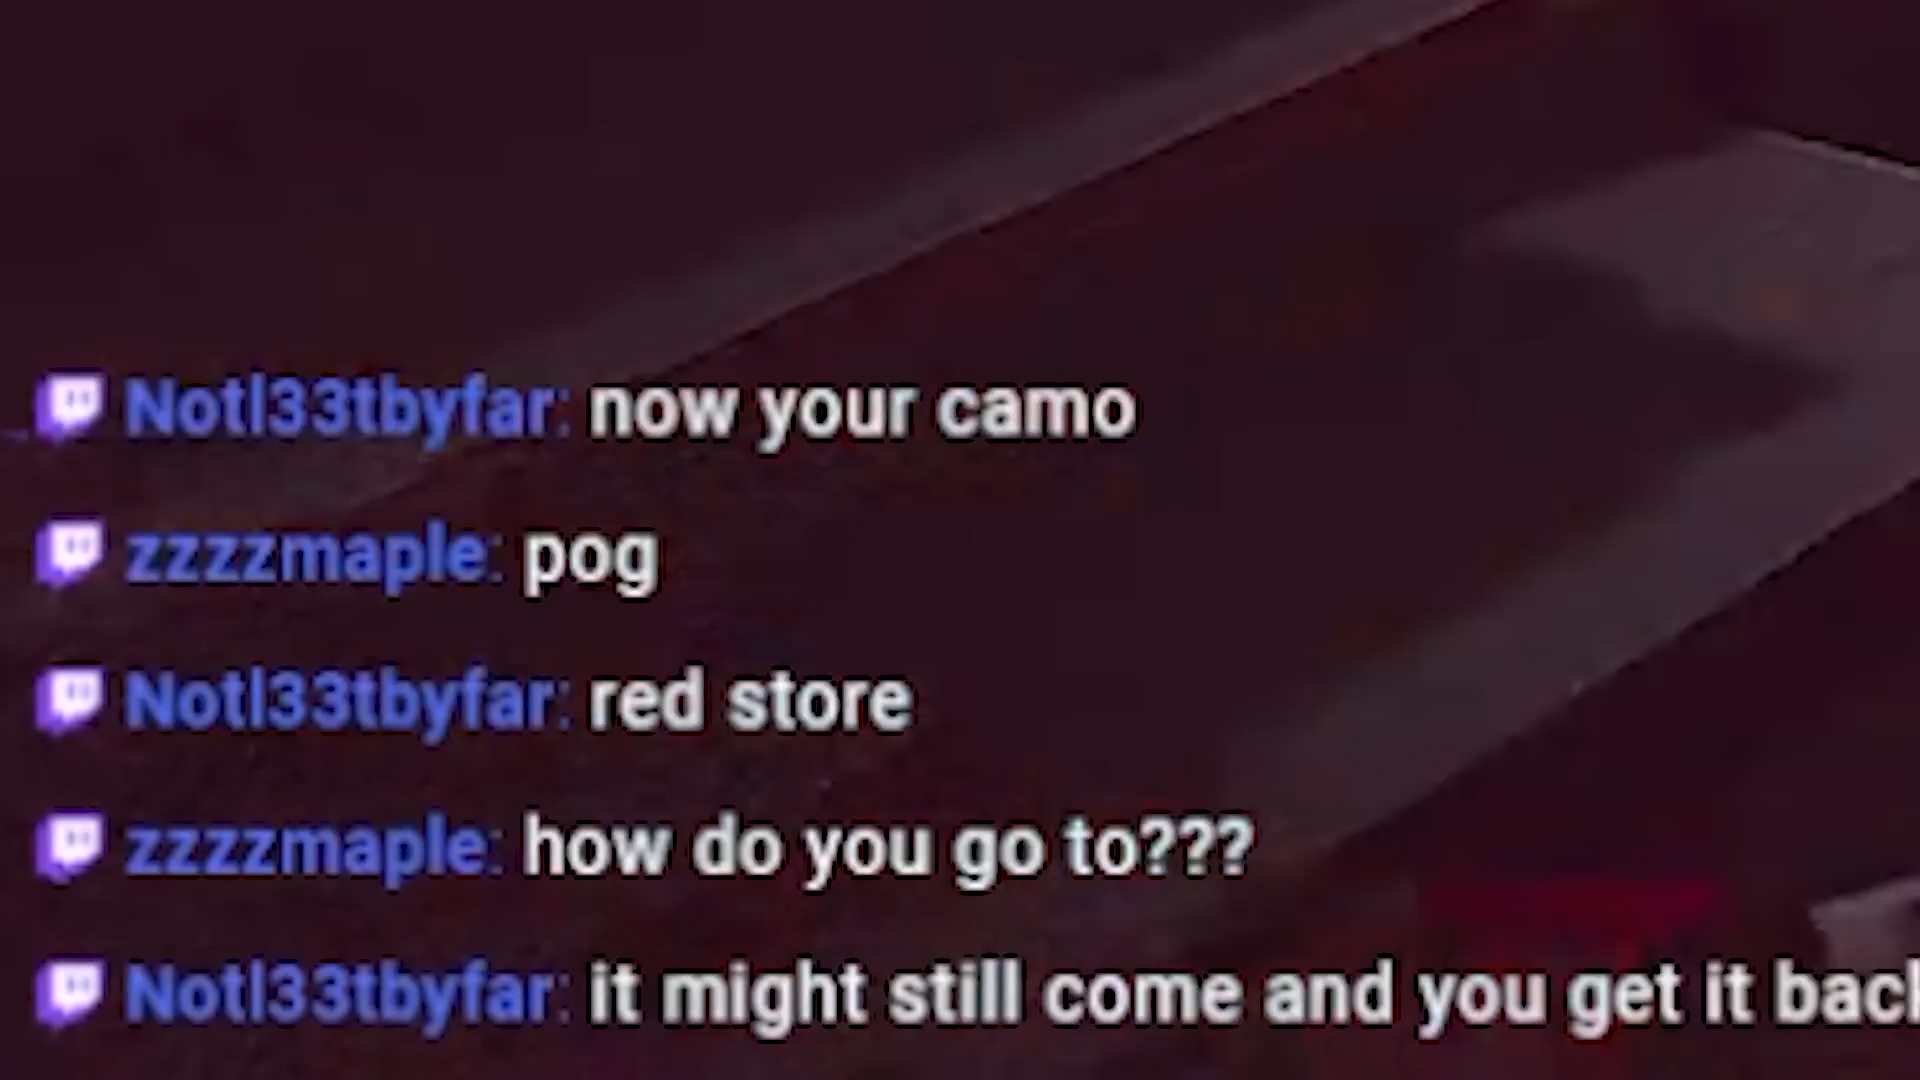 Notl33tbyfar: now your camo
zzzzmaple: pog
Notl33tbyfar: red store
zzzzmaple: how do you go to???
Notl33tbyfar: it might still come and you get it back